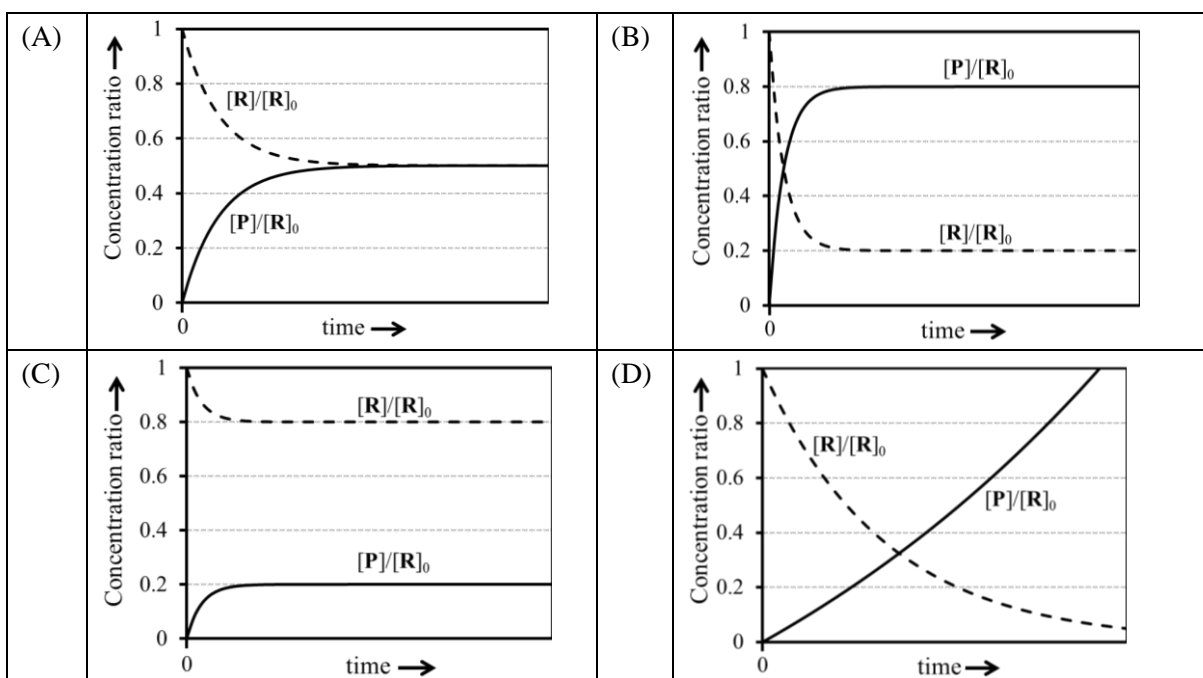 (A)
1
0.8
0.6
0.4
0.2
0
0
Concentration ratio
[R]/[R]₀
[P]/[R]₀
time
(B)
1
0.8
0.6
0.4
0.2
0
0
Concentration ratio
[P]/[R]₀
[R]/[R]₀
time
(C)
1
0.8
0.6
0.4
0.2
0
0
Concentration ratio
[R]/[R]₀
[P]/[R]₀
time
(D)
1
0.8
0.6
0.4
0.2
0
0
Concentration ratio
[R]/[R]₀
[P]/[R]₀
time